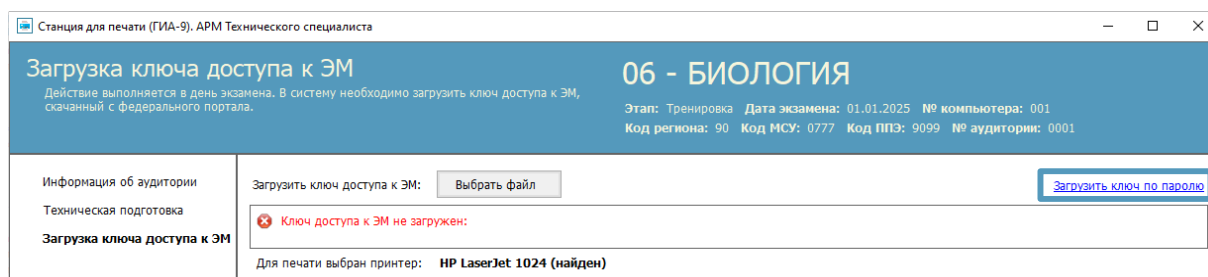 Станция для печати (ГИА-9). АРМ Технического специалиста
Загрузка ключа доступа к ЭМ
Действие выполняется в день экзамена. В систему необходимо загрузить ключ доступа к ЭМ,
скачанный с федерального портала.
06 - БИОЛОГИЯ
Этап: Тренировка Дата экзамена: 01.01.2025 № компьютера: 001
Код региона: 90 Код МСУ: 0777 Код ППЭ: 9099 № аудитории: 0001
Информация об аудитории
Техническая подготовка
Загрузка ключа доступа к ЭМ
Загрузить ключ доступа к ЭМ: Выбрать файл Загрузить ключ по паролю
Ключ доступа к ЭМ не загружен:
Для печати выбран принтер: HP LaserJet 1024 (найден)